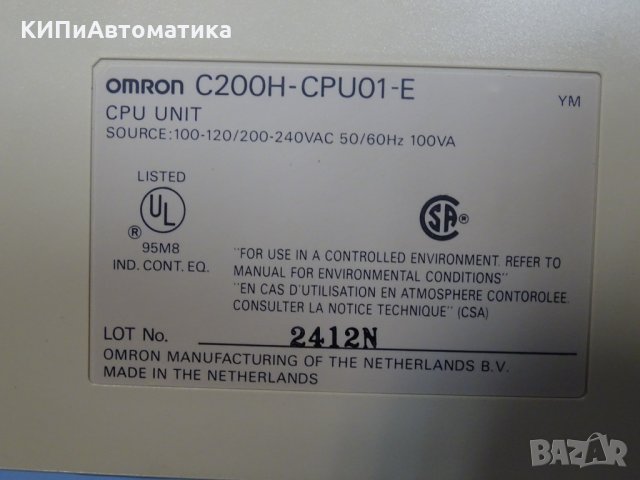 КИПиАвтоматика
OMRON C200H-CPU01-E
YM
CPU UNIT
SOURCE:100-120/200-240VAC 50/60Hz 100VA
LISTED
UL
®
95M8
IND. CONT. EQ.
SA
"FOR USE IN A CONTROLLED ENVIRONMENT. REFER TO
MANUAL FOR ENVIRONMENTAL CONDITIONS"
"EN CAS D'UTILISATION EN ATMOSPHERE CONTOROLEE.
CONSULTER LA NOTICE TECHNIQUE" (CSA)
LOT No. 2412N
OMRON MANUFACTURING OF THE NETHERLANDS B.V.
MADE IN THE NETHERLANDS
BAZAR